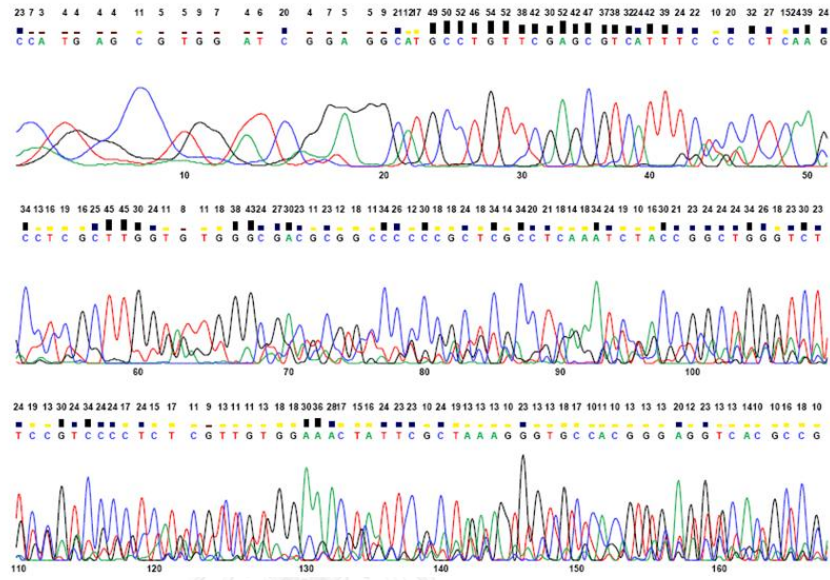 23 7 3 4 4 4 4 11 5 5 9 7 4 6 20 4 7 5 5 9 21 12 17 49 50 52 46 54 52 38 42 30 52 42 47 37 38 32 24 42 39 24 22 10 20 32 27 15 24 24
C C A T G A G C G T G G A T C G G A G G C A T G C C T G T T C G A G C G T C A T T T C C C C T C A A G
10 20 30 40 50
34 13 16 19 16 25 45 45 30 24 11 8 11 18 38 43 24 27 30 23 11 23 12 18 11 34 26 12 30 18 18 24 18 34 14 34 20 21 18 14 18 34 24 19 10 16 30 21 23 24 24 24 34 26 18 23 30 23
C C T C G C T T G G T G T G G G C G A C G C G G C C C C C G C T C G C C T C A A A T C T A C C G G C T G G G T C T
60 70 80 90 100
24 19 13 30 24 34 24 24 17 24 15 17 11 9 13 11 11 13 18 18 30 36 28 17 15 16 24 23 23 10 24 19 13 13 13 10 23 13 13 18 17 10 11 10 13 13 13 20 12 23 13 13 14 10 10 16 18 10
T C C G T C C C C T C T C G T T G T G G A A A C T A T T C G C T A A A G G G T G C C A C G G G A G G T C A C G C C G
110 120 130 140 150 160